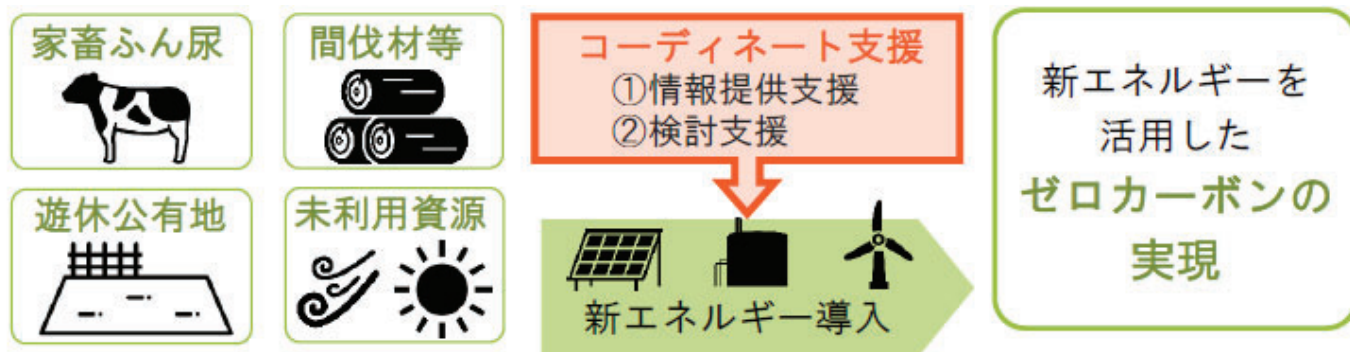 家畜ふん尿
間伐材等
遊休公有地
未利用資源
コーディネート支援
①情報提供支援
②検討支援
新エネルギー導入
新エネルギーを
活用した
ゼロカーボンの
実現